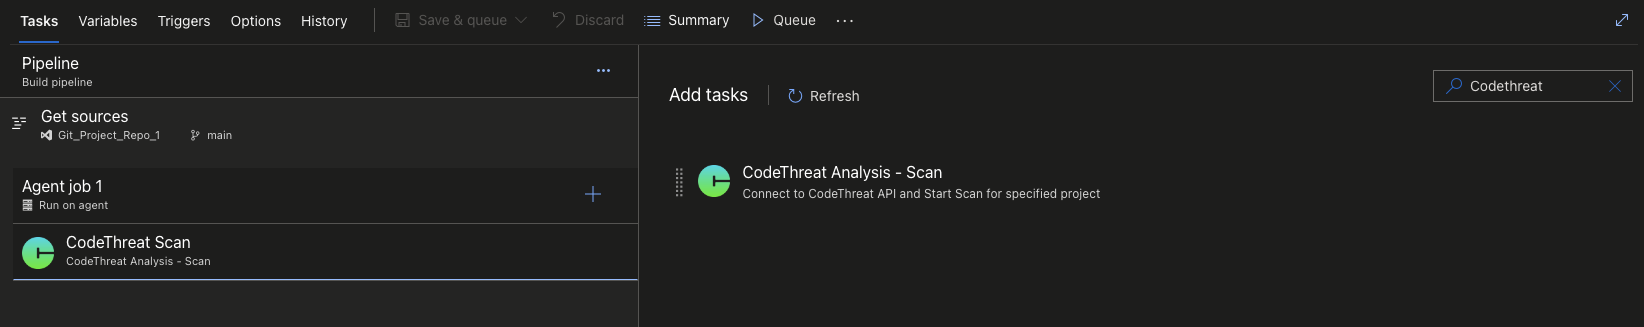 Tasks Variables Triggers Options History Save & queue Discard Summary Queue ...
Pipeline
Build pipeline
Get sources
Git_Project_Repo_1 main
Agent job 1
Run on agent
CodeThreat Scan
CodeThreat Analysis - Scan
Add tasks Refresh
Codethreat
CodeThreat Analysis - Scan
Connect to CodeThreat API and Start Scan for specified project